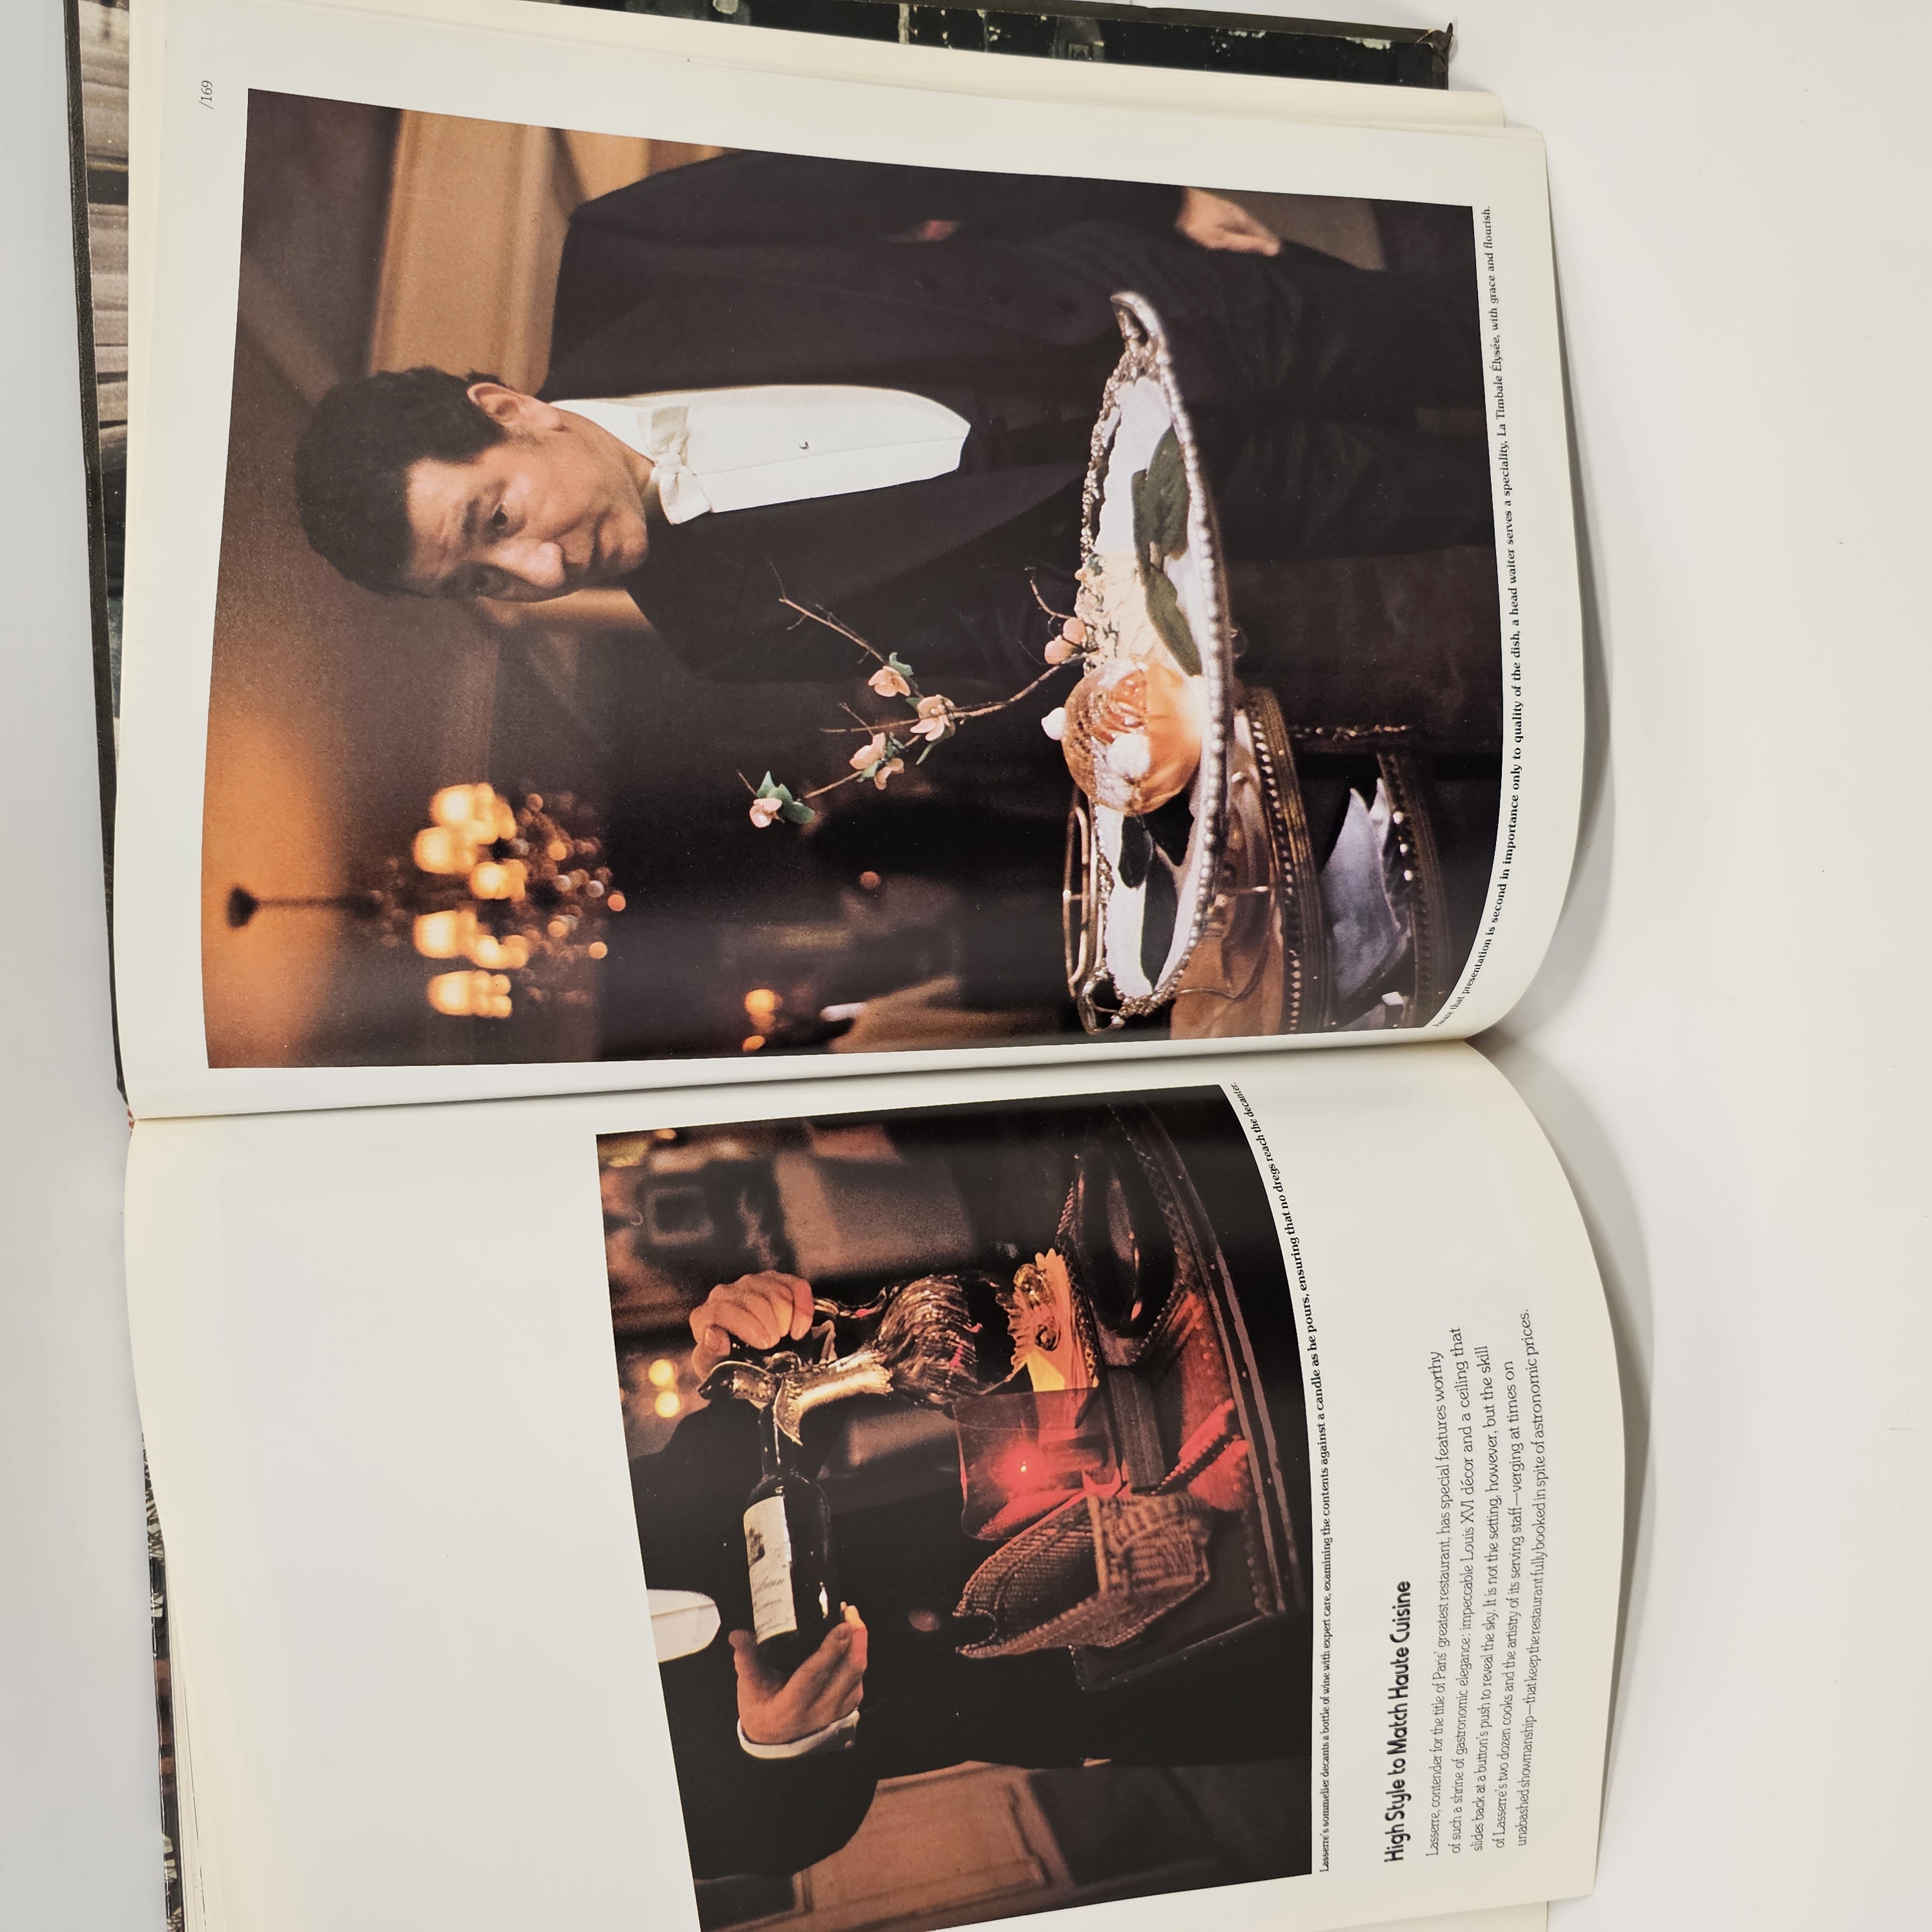 Lasserre's sommelier decants a bottle of wine with expert care, examining the contents against a candle as he pours, ensuring that no dregs reach the decanter.
High Style to Match Haute Cuisine
Lasserre, contender for the title of Paris' greatest restaurant, has special features worthy
of such a shrine of gastronomic elegance: impeccable Louis XVI décor and a ceiling that
slides back at a button's push to reveal the sky. It is not the setting, however, but the skill
of Lasserre's two dozen cooks and the artistry of its serving staff—verging at times on
unabashed showmanship—that keep the restaurant fully booked in spite of astronomic prices.
/169
Aware that presentation is second in importance only to quality of the dish, a head waiter serves a speciality, La Timbale Élysée, with grace and flourish.